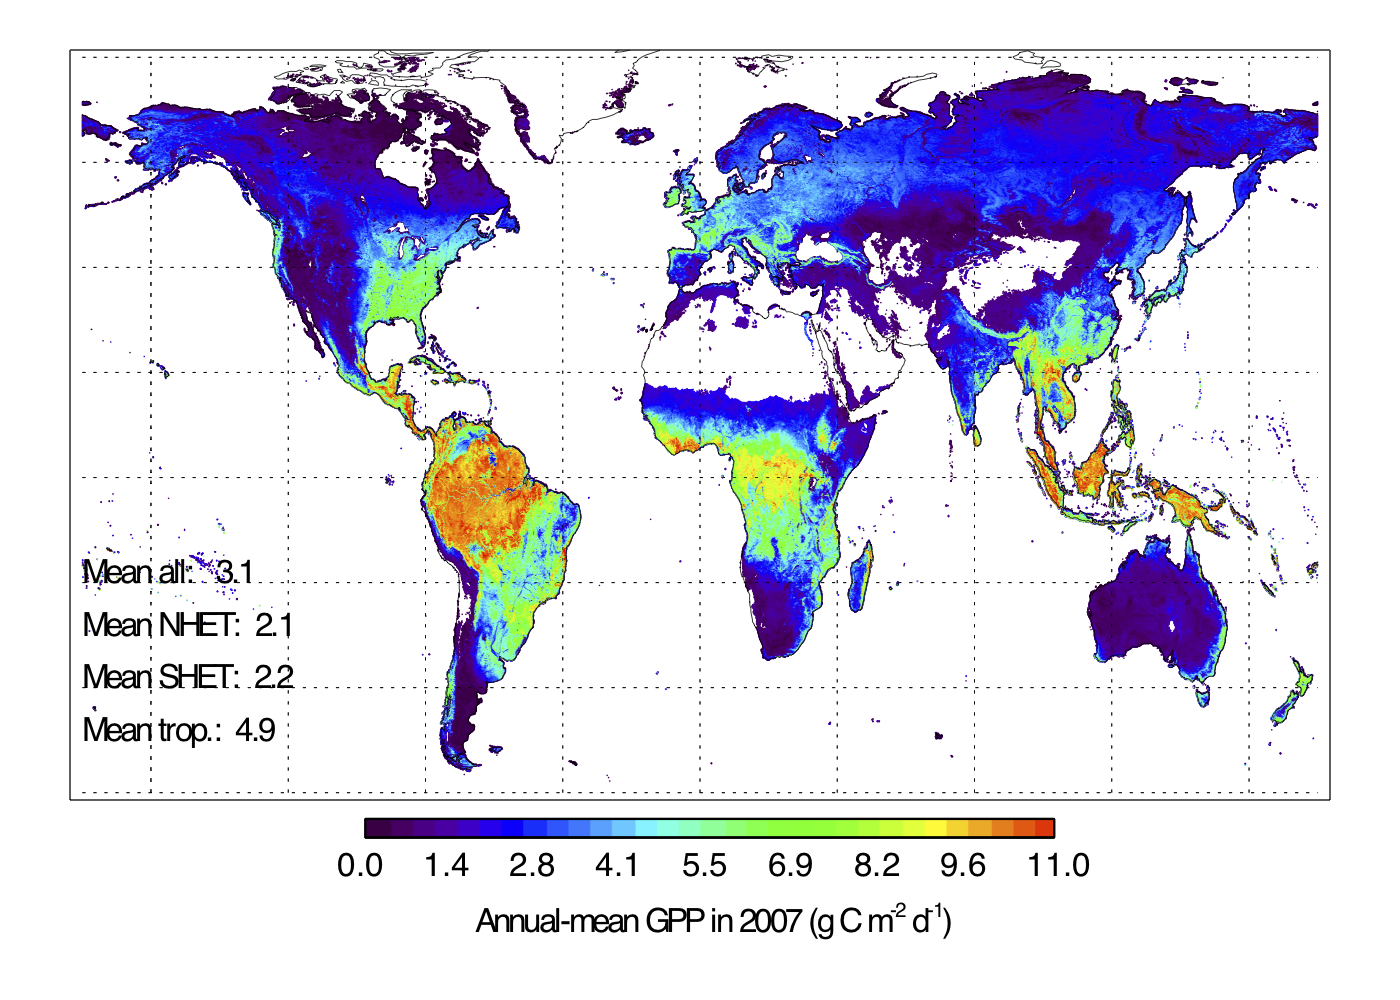 Mean all: 3.1
Mean NHET: 2.1
Mean SHET: 2.2
Mean trop.: 4.9
0.0 1.4 2.8 4.1 5.5 6.9 8.2 9.6 11.0
Annual-mean GPP in 2007 (g C m-2 d-1)